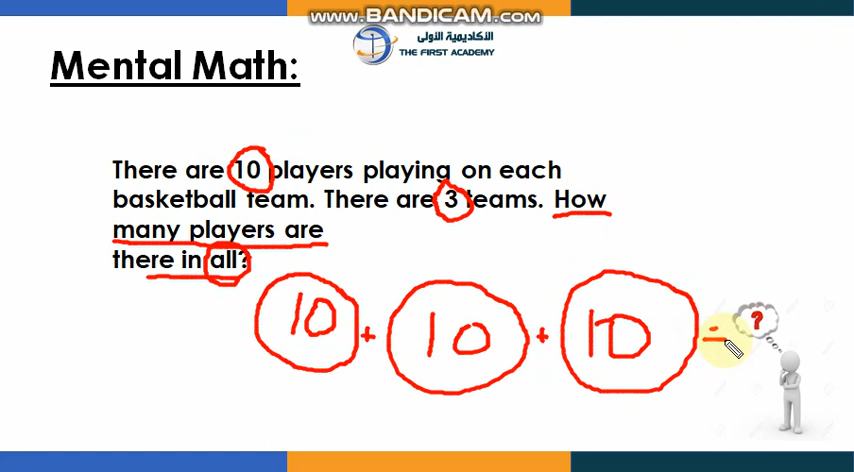 www.BANDICAM.com
الأكاديمية الأولى
THE FIRST ACADEMY
Mental Math:
There are 10 players playing on each
basketball team. There are 3 teams. How
many players are
there in all?
10 + 10 + 10 =
?